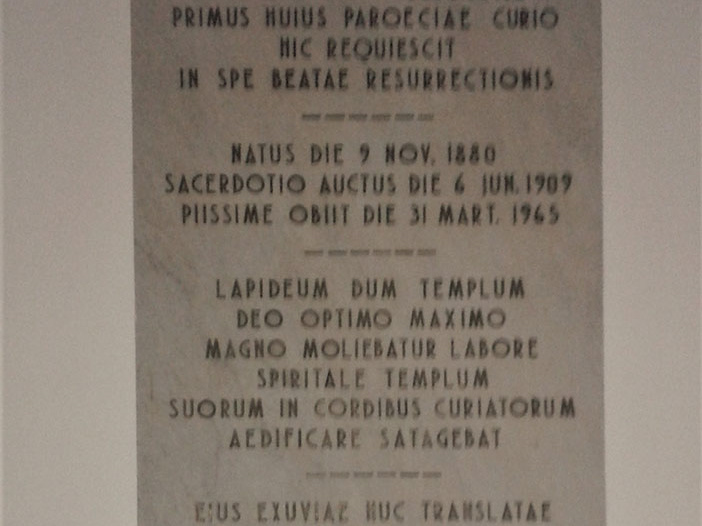 PRIMUS HUIUS PAROECIAE CURIO
HIC REQUIESCIT
IN SPE BEATAE RESURRECTIONIS
NATUS DIE 9 NOV. 1880
SACERDOTIO AUCTUS DIE 6 JUN. 1909
PIISSIME OBIIT DIE 31 MART. 1965
LAPIDEUM DUM TEMPLUM
DEO OPTIMO MAXIMO
MAGNO MOLIEBATUR LABORE
SPIRITALE TEMPLUM
SUORUM IN CORDIBUS CURIATORUM
AEDIFICARE SATAGEBAT
EJUS EXUVIAE HUC TRANSLATAE